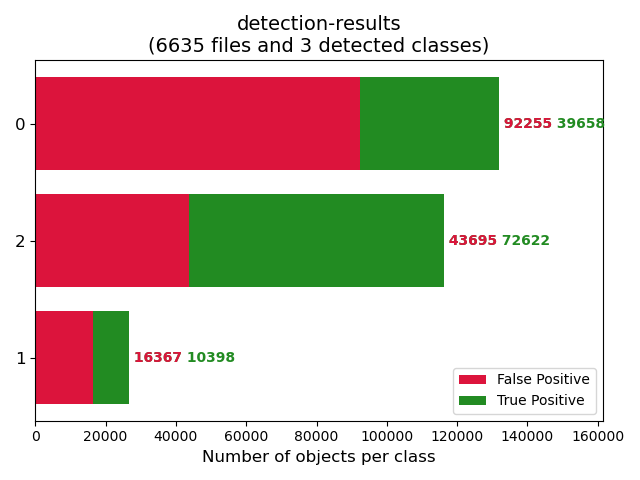 detection-results
(6635 files and 3 detected classes)
0
92255 39658
2
43695 72622
1
16367 10398
False Positive
True Positive
0 20000 40000 60000 80000 100000 120000 140000 160000
Number of objects per class